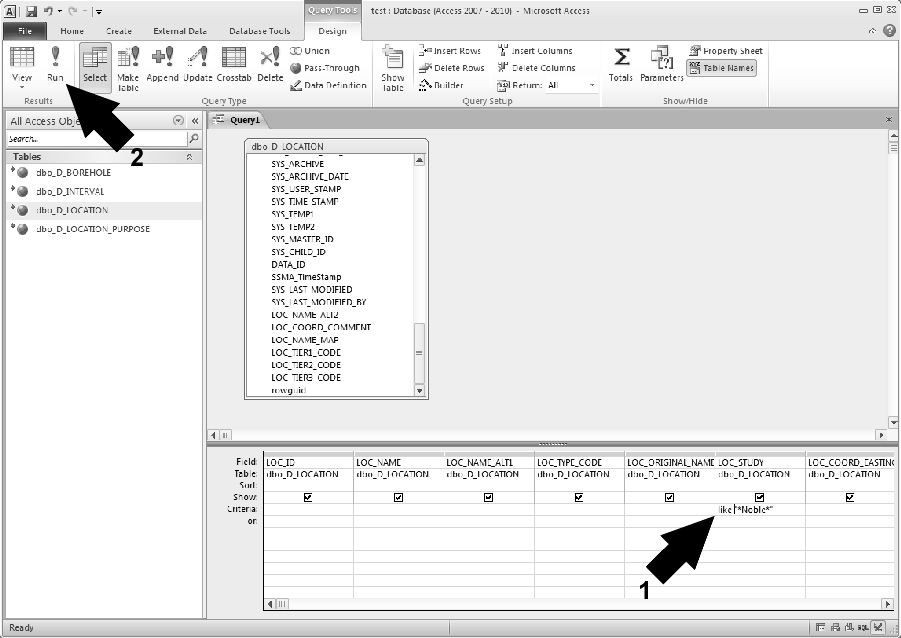 Query Tools
test : Database (Access 2007 - 2010) - Microsoft Access
File Home Create External Data Database Tools Design
View Run Select Make Table Append Update Crosstab Delete
Union
Pass-Through
Data Definition
Show Table
Insert Rows
Delete Rows
Builder
Insert Columns
Delete Columns
Return: All
Totals Parameters
Property Sheet
Table Names
Results Query Type Query Setup Show/Hide
All Access Obje
Search...
2
Tables
dbo_D_BOREHOLE
dbo_D_INTERVAL
dbo_D_LOCATION
dbo_D_LOCATION_PURPOSE
Query1
dbo_D_LOCATION
SYS_ARCHIVE
SYS_ARCHIVE_DATE
SYS_USER_STAMP
SYS_TIME_STAMP
SYS_TEMP1
SYS_TEMP2
SYS_MASTER_ID
SYS_CHILD_ID
DATA_ID
SSMA_TimeStamp
SYS_LAST_MODIFIED
SYS_LAST_MODIFIED_BY
LOC_NAME_ALT2
LOC_COORD_COMMENT
LOC_NAME_MAP
LOC_TIER1_CODE
LOC_TIER2_CODE
LOC_TIER3_CODE
rowguid
Field: LOC_ID LOC_NAME LOC_NAME_ALT1 LOC_TYPE_CODE LOC_ORIGINAL_NAME LOC_STUDY LOC_COORD_EASTING
Table: dbo_D_LOCATION dbo_D_LOCATION dbo_D_LOCATION dbo_D_LOCATION dbo_D_LOCATION dbo_D_LOCATION dbo_D_LOCATION
Sort:
Show:
Criteria: like "*Noble*"
or:
1
Ready
SQL